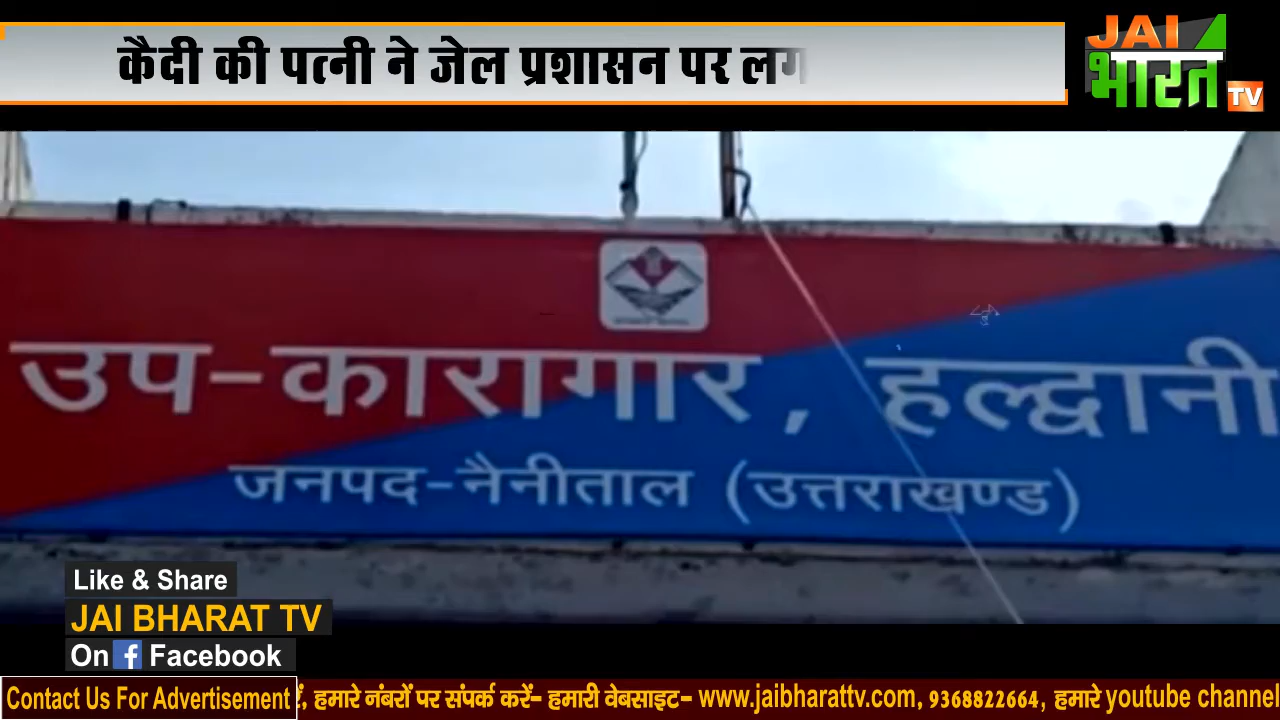 कैदी की पत्नी ने जेल प्रशासन पर
JAI
भारत
TV
उप-कारागार, हल्द्वानी
जनपद-नैनीताल (उत्तराखण्ड)
Like & Share
JAI BHARAT TV
On f Facebook
Contact Us For Advertisement
, हमारे नंबरों पर संपर्क करें- हमारी वेबसाइट- www.jaibharattv.com, 9368822664, हमारे youtube channel